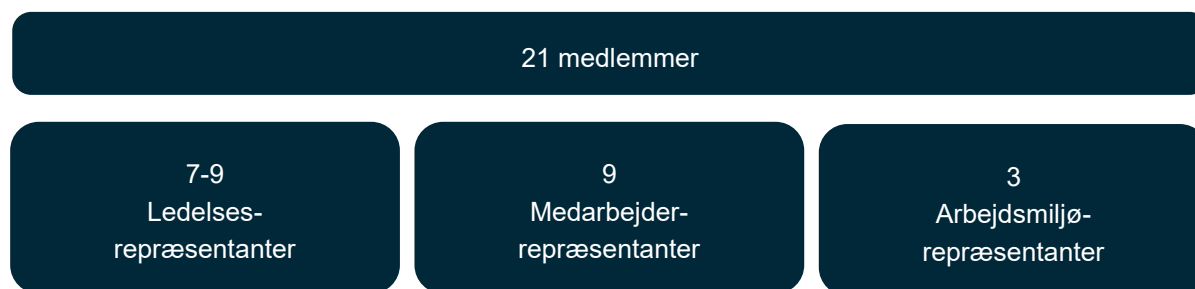 21 medlemmer
7-9
Ledelses-
repræsentanter
9
Medarbejder-
repræsentanter
3
Arbejdsmiljø-
repræsentanter